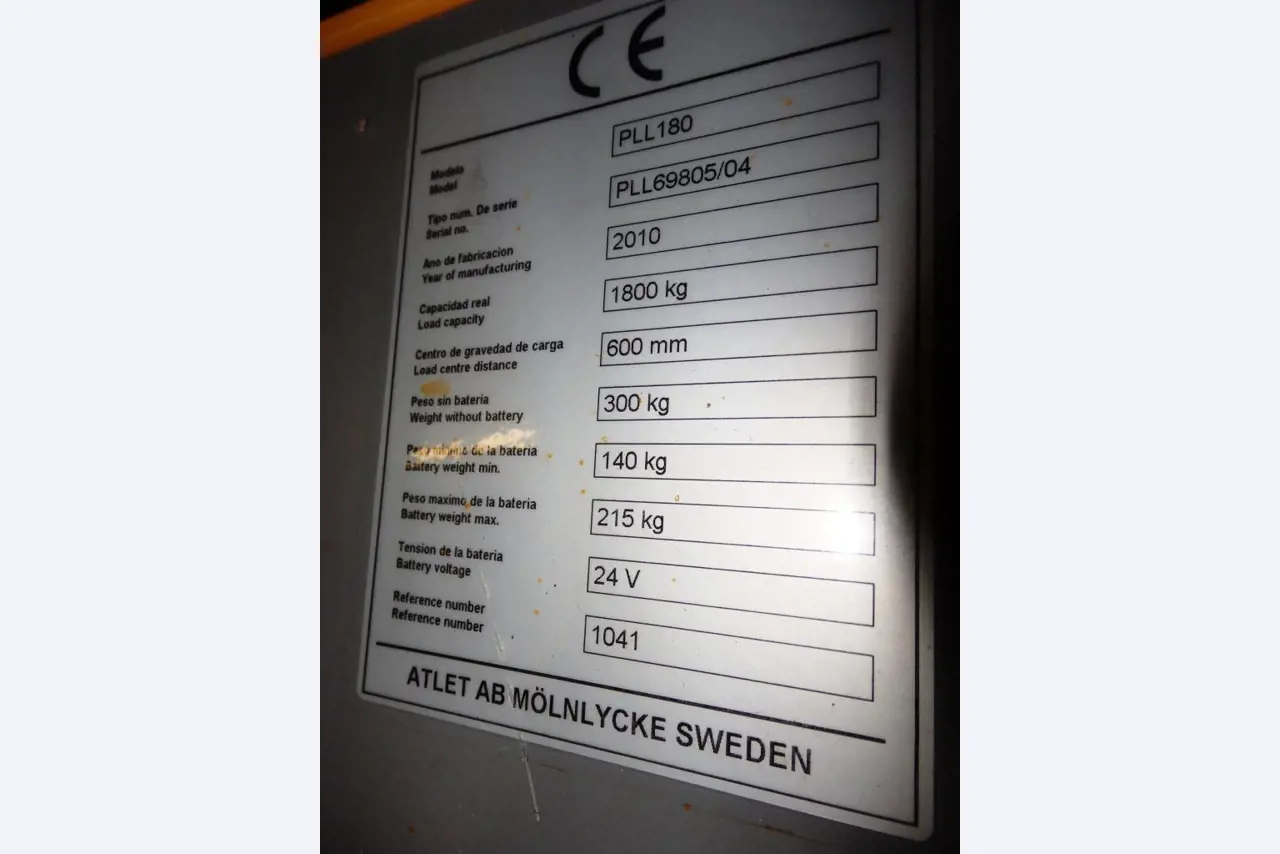 CE
Modelo PLL180
Model
Tipo num. De serie PLL69805/04
Serial no.
Ano de fabricacion 2010
Year of manufacturing
Capacidad real 1800 kg
Load capacity
Centro de gravedad de carga 600 mm
Load centre distance
Peso sin bateria 300 kg
Weight without battery
Peso minimo de la bateria 140 kg
Battery weight min.
Peso maximo de la bateria 215 kg
Battery weight max.
Tension de la bateria 24 V
Battery voltage
Reference number 1041
Reference number
ATLET AB MÖLNLYCKE SWEDEN